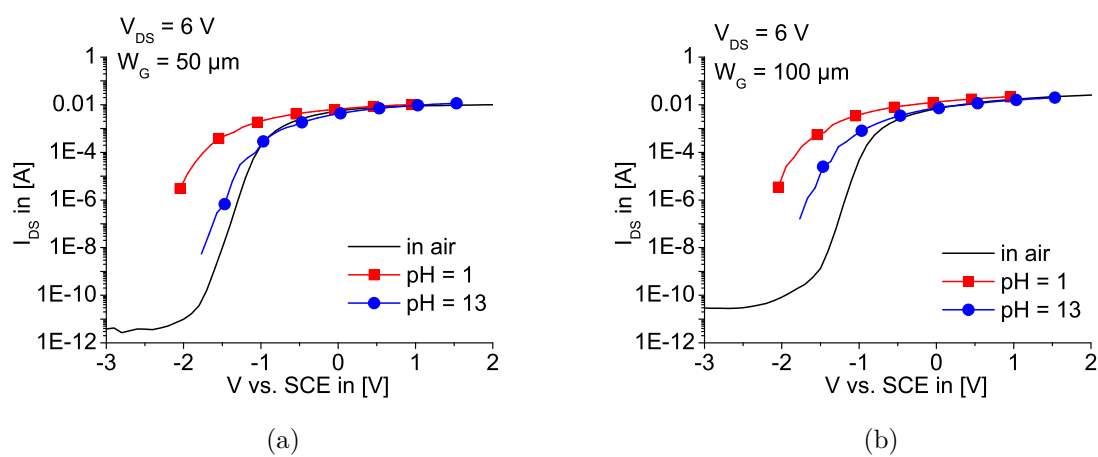 V_DS = 6 V
W_G = 50 µm
1
0.01
1E-4
1E-6
1E-8
1E-10
1E-12
I_DS in [A]
in air
pH = 1
pH = 13
-3 -2 -1 0 1 2
V vs. SCE in [V]
(a)
V_DS = 6 V
W_G = 100 µm
1
0.01
1E-4
1E-6
1E-8
1E-10
1E-12
I_DS in [A]
in air
pH = 1
pH = 13
-3 -2 -1 0 1 2
V vs. SCE in [V]
(b)